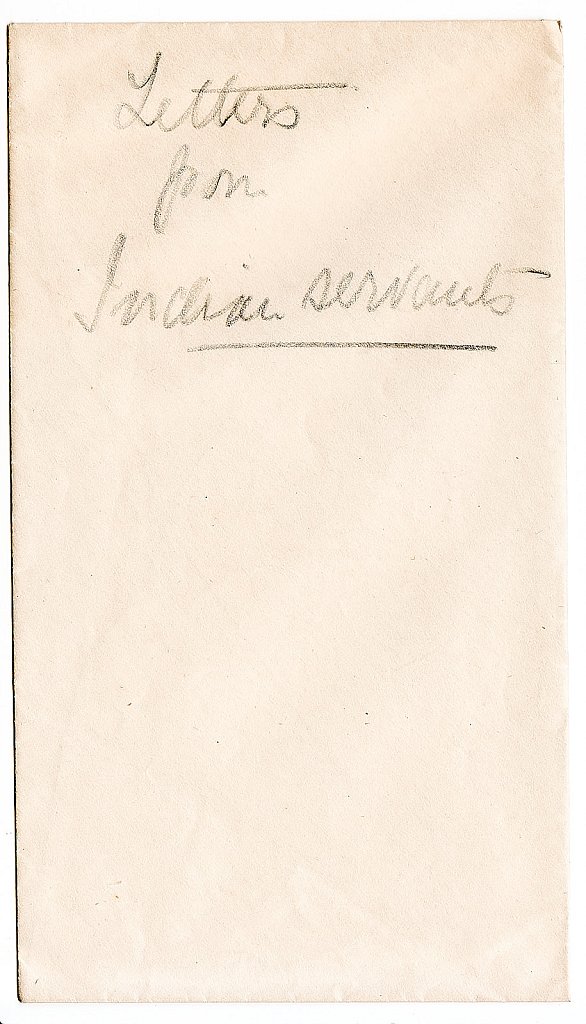 Letters
from
Indian servants